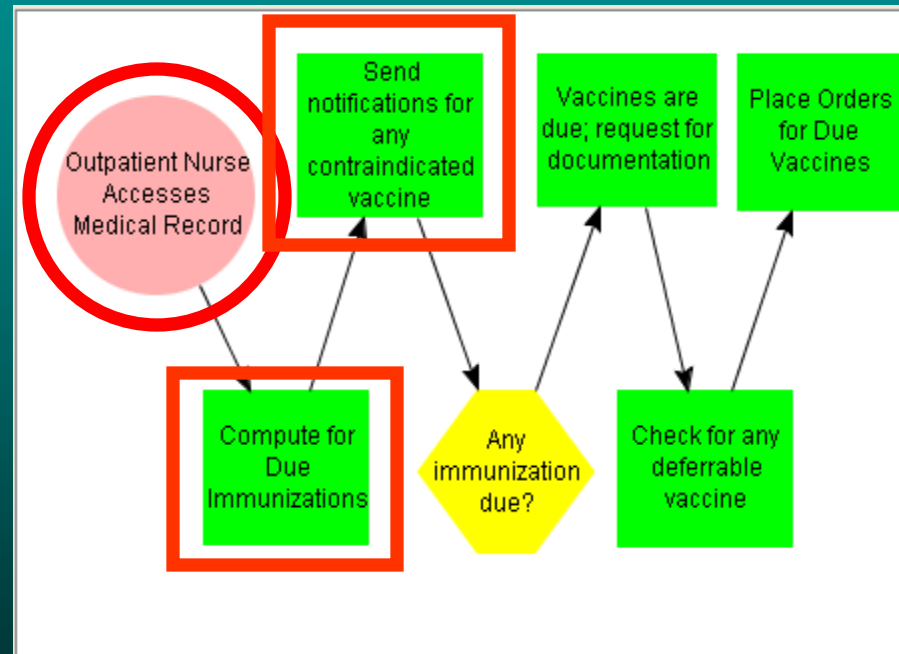 Outpatient Nurse
Accesses
Medical Record
Compute for
Due
Immunizations
Send
notifications for
any
contraindicated
vaccine
Any
immunization
due?
Vaccines are
due; request for
documentation
Check for any
deferrable
vaccine
Place Orders
for Due
Vaccines